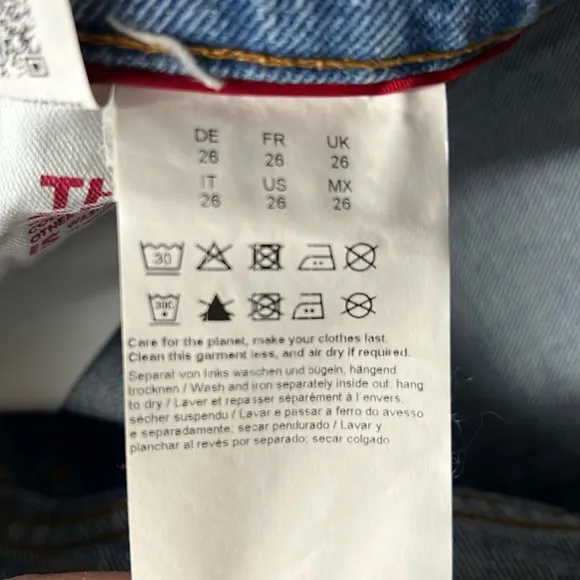 DE FR UK
26 26 26
IT US MX
26 26 26
30
30C
Care for the planet, make your clothes last.
Clean this garment less, and air dry if required.
Separat von links waschen und bügeln, hängend
trocknen / Wash and iron separately inside out, hang
to dry / Laver et repasser séparément à l'envers,
sécher suspendu / Lavar e passar a ferro do avesso
e separadamente; secar pendurado / Lavar y
planchar al revés por separado; secar colgado
TH